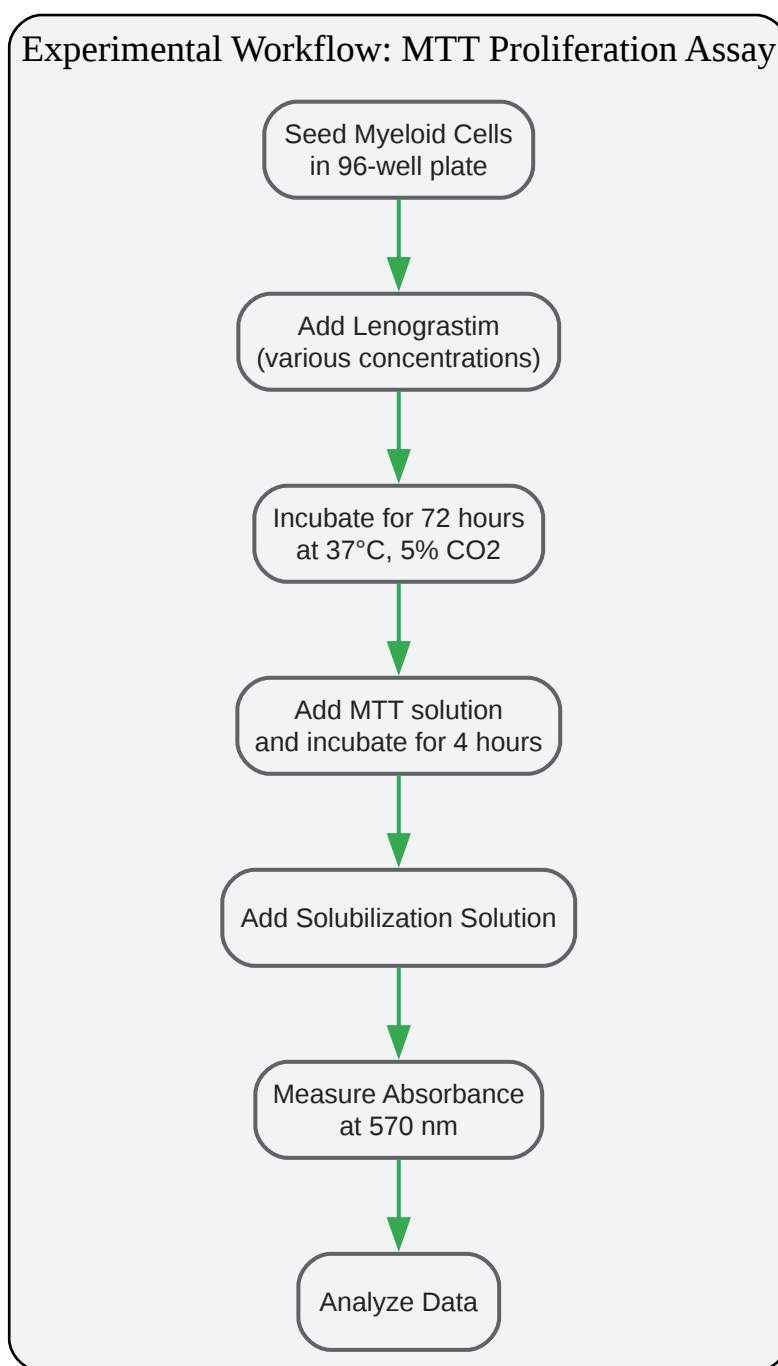 Experimental Workflow: MTT Proliferation Assay
Seed Myeloid Cells
in 96-well plate
Add Lenograstim
(various concentrations)
Incubate for 72 hours
at 37°C, 5% CO2
Add MTT solution
and incubate for 4 hours
Add Solubilization Solution
Measure Absorbance
at 570 nm
Analyze Data